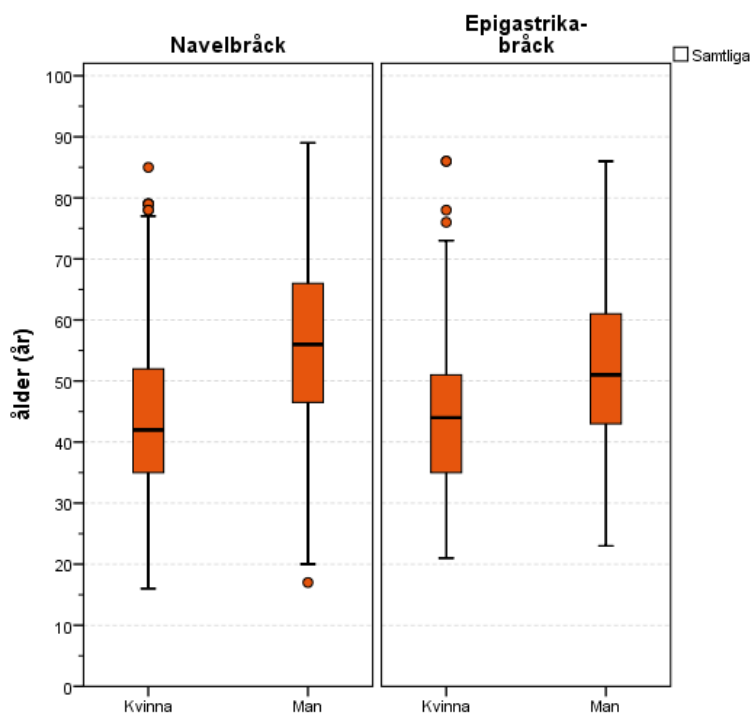 Navelbråck
Epigastrika-
bråck
Samtliga
ålder (år)
100
90
80
70
60
50
40
30
20
10
0
Kvinna
Man
Kvinna
Man